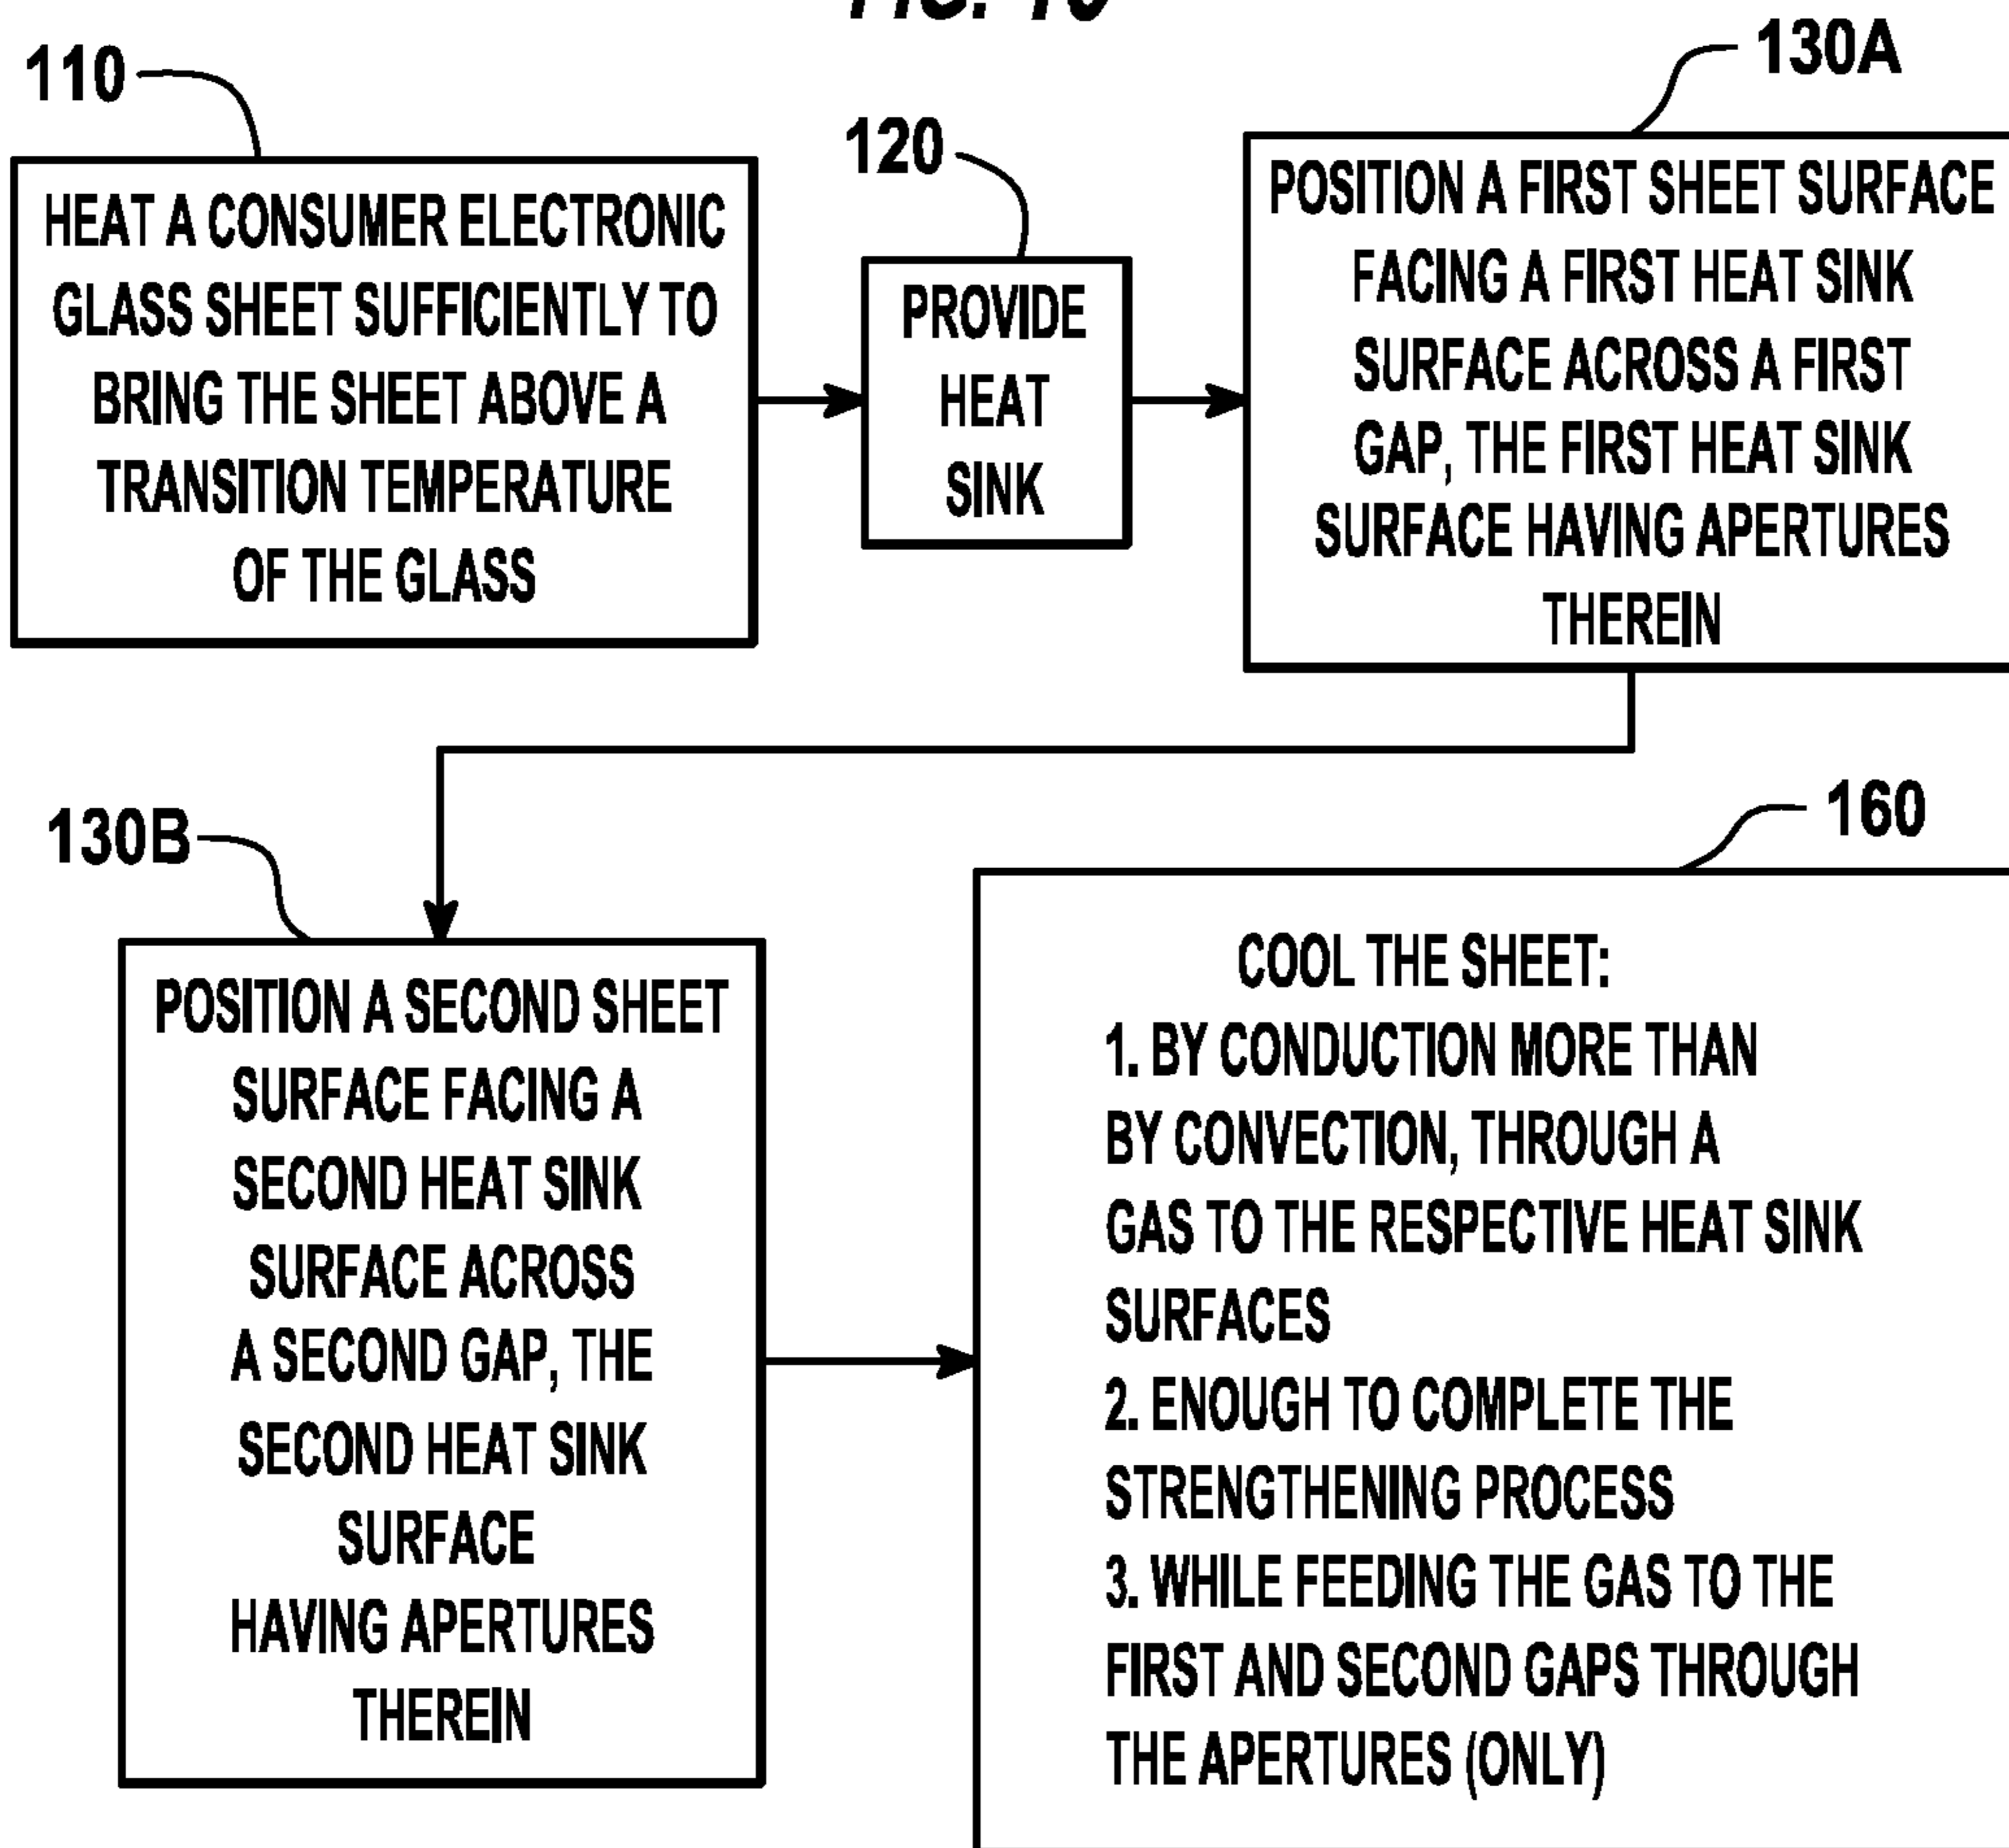 110
HEAT A CONSUMER ELECTRONIC
GLASS SHEET SUFFICIENTLY TO
BRING THE SHEET ABOVE A
TRANSITION TEMPERATURE
OF THE GLASS
120
PROVIDE
HEAT
SINK
130A
POSITION A FIRST SHEET SURFACE
FACING A FIRST HEAT SINK
SURFACE ACROSS A FIRST
GAP, THE FIRST HEAT SINK
SURFACE HAVING APERTURES
THEREIN
130B
POSITION A SECOND SHEET
SURFACE FACING A
SECOND HEAT SINK
SURFACE ACROSS
A SECOND GAP, THE
SECOND HEAT SINK
SURFACE
HAVING APERTURES
THEREIN
160
COOL THE SHEET:
1. BY CONDUCTION MORE THAN
BY CONVECTION, THROUGH A
GAS TO THE RESPECTIVE HEAT SINK
SURFACES
2. ENOUGH TO COMPLETE THE
STRENGTHENING PROCESS
3. WHILE FEEDING THE GAS TO THE
FIRST AND SECOND GAPS THROUGH
THE APERTURES (ONLY)